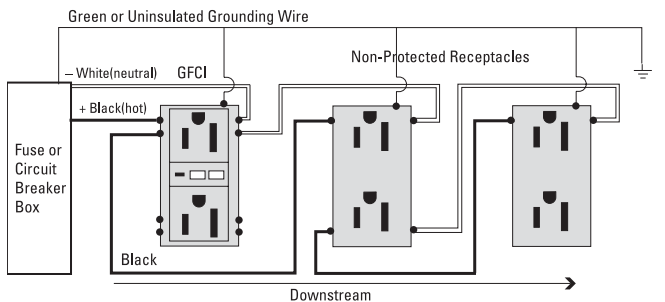 Green or Uninsulated Grounding Wire
– White(neutral)
GFCI
Non-Protected Receptacles
+ Black(hot)
Fuse or
Circuit
Breaker
Box
Black
Downstream